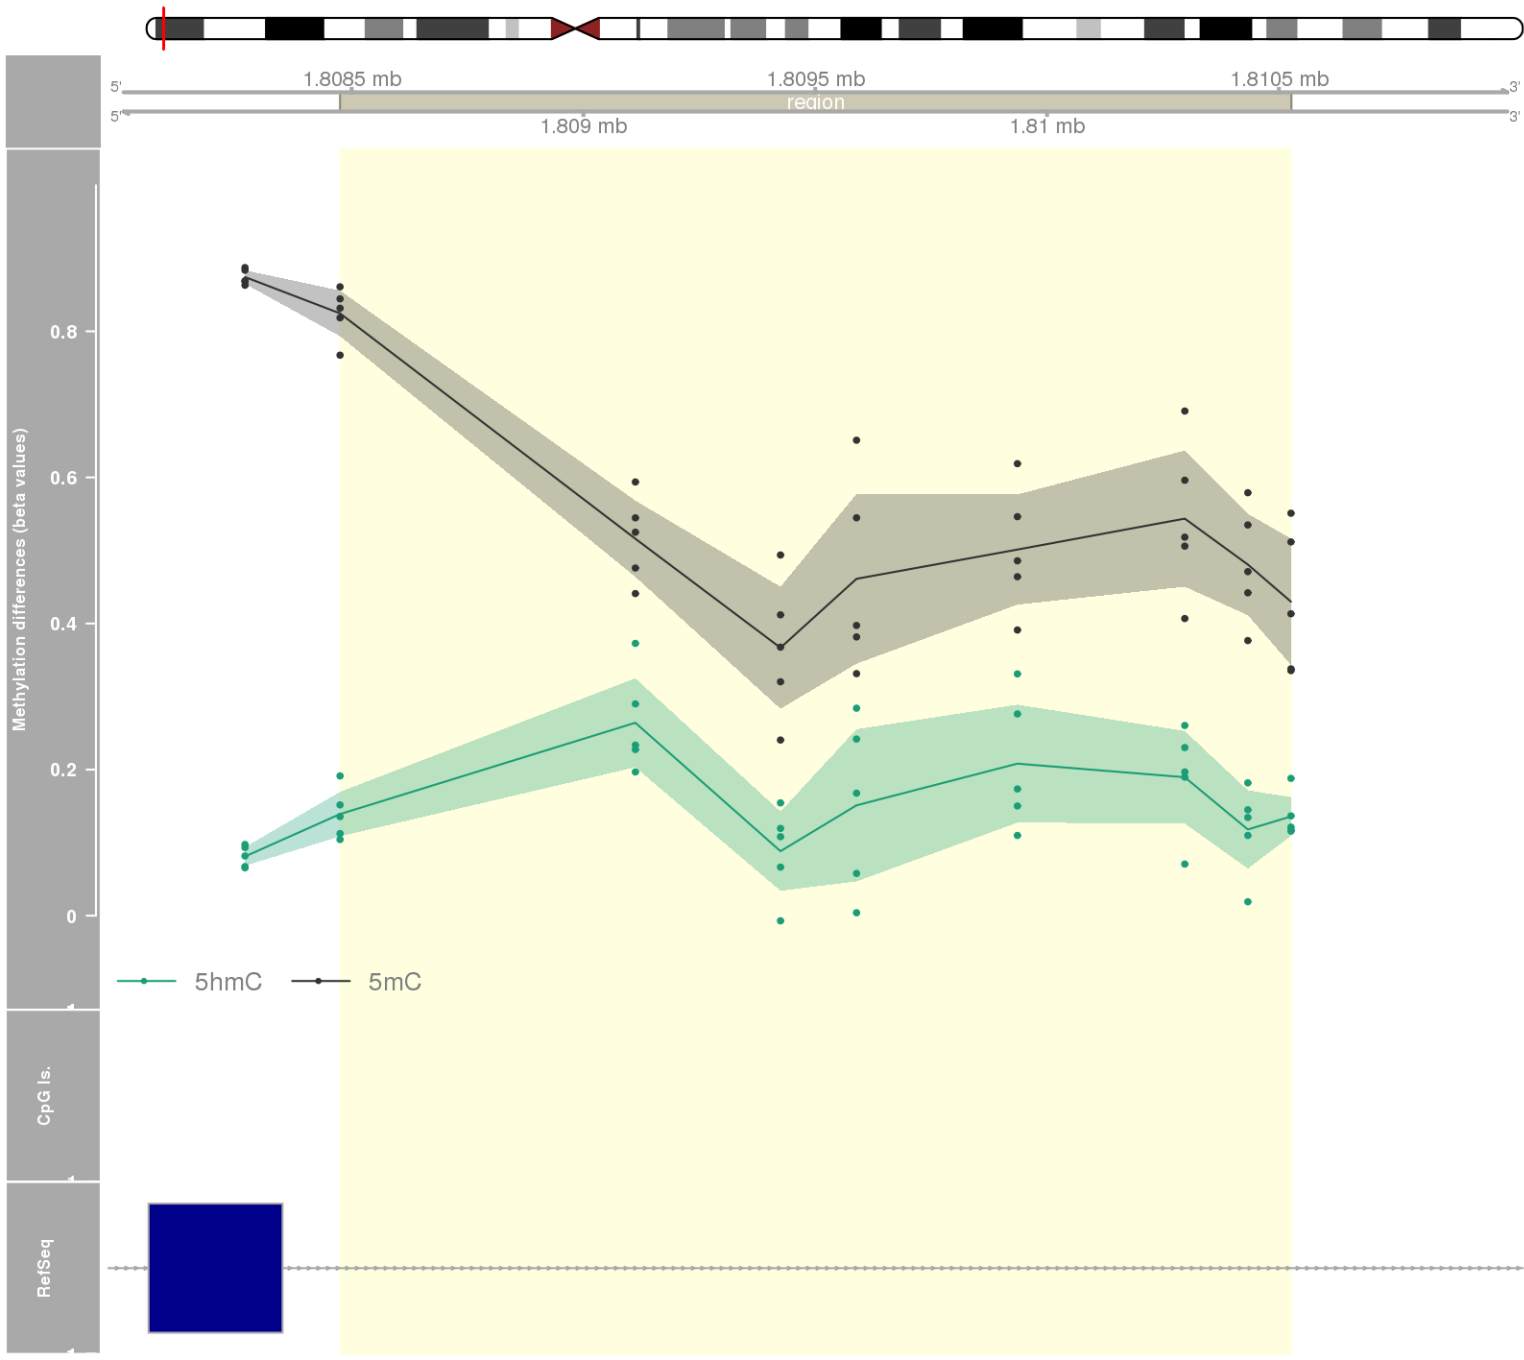 1.8085 mb 1.8095 mb 1.8105 mb
5' 3'
region
5' 3'
1.809 mb 1.81 mb
Methylation differences (beta values)
0.8
0.6
0.4
0.2
0
5hmC 5mC
CpG Is.
RefSeq